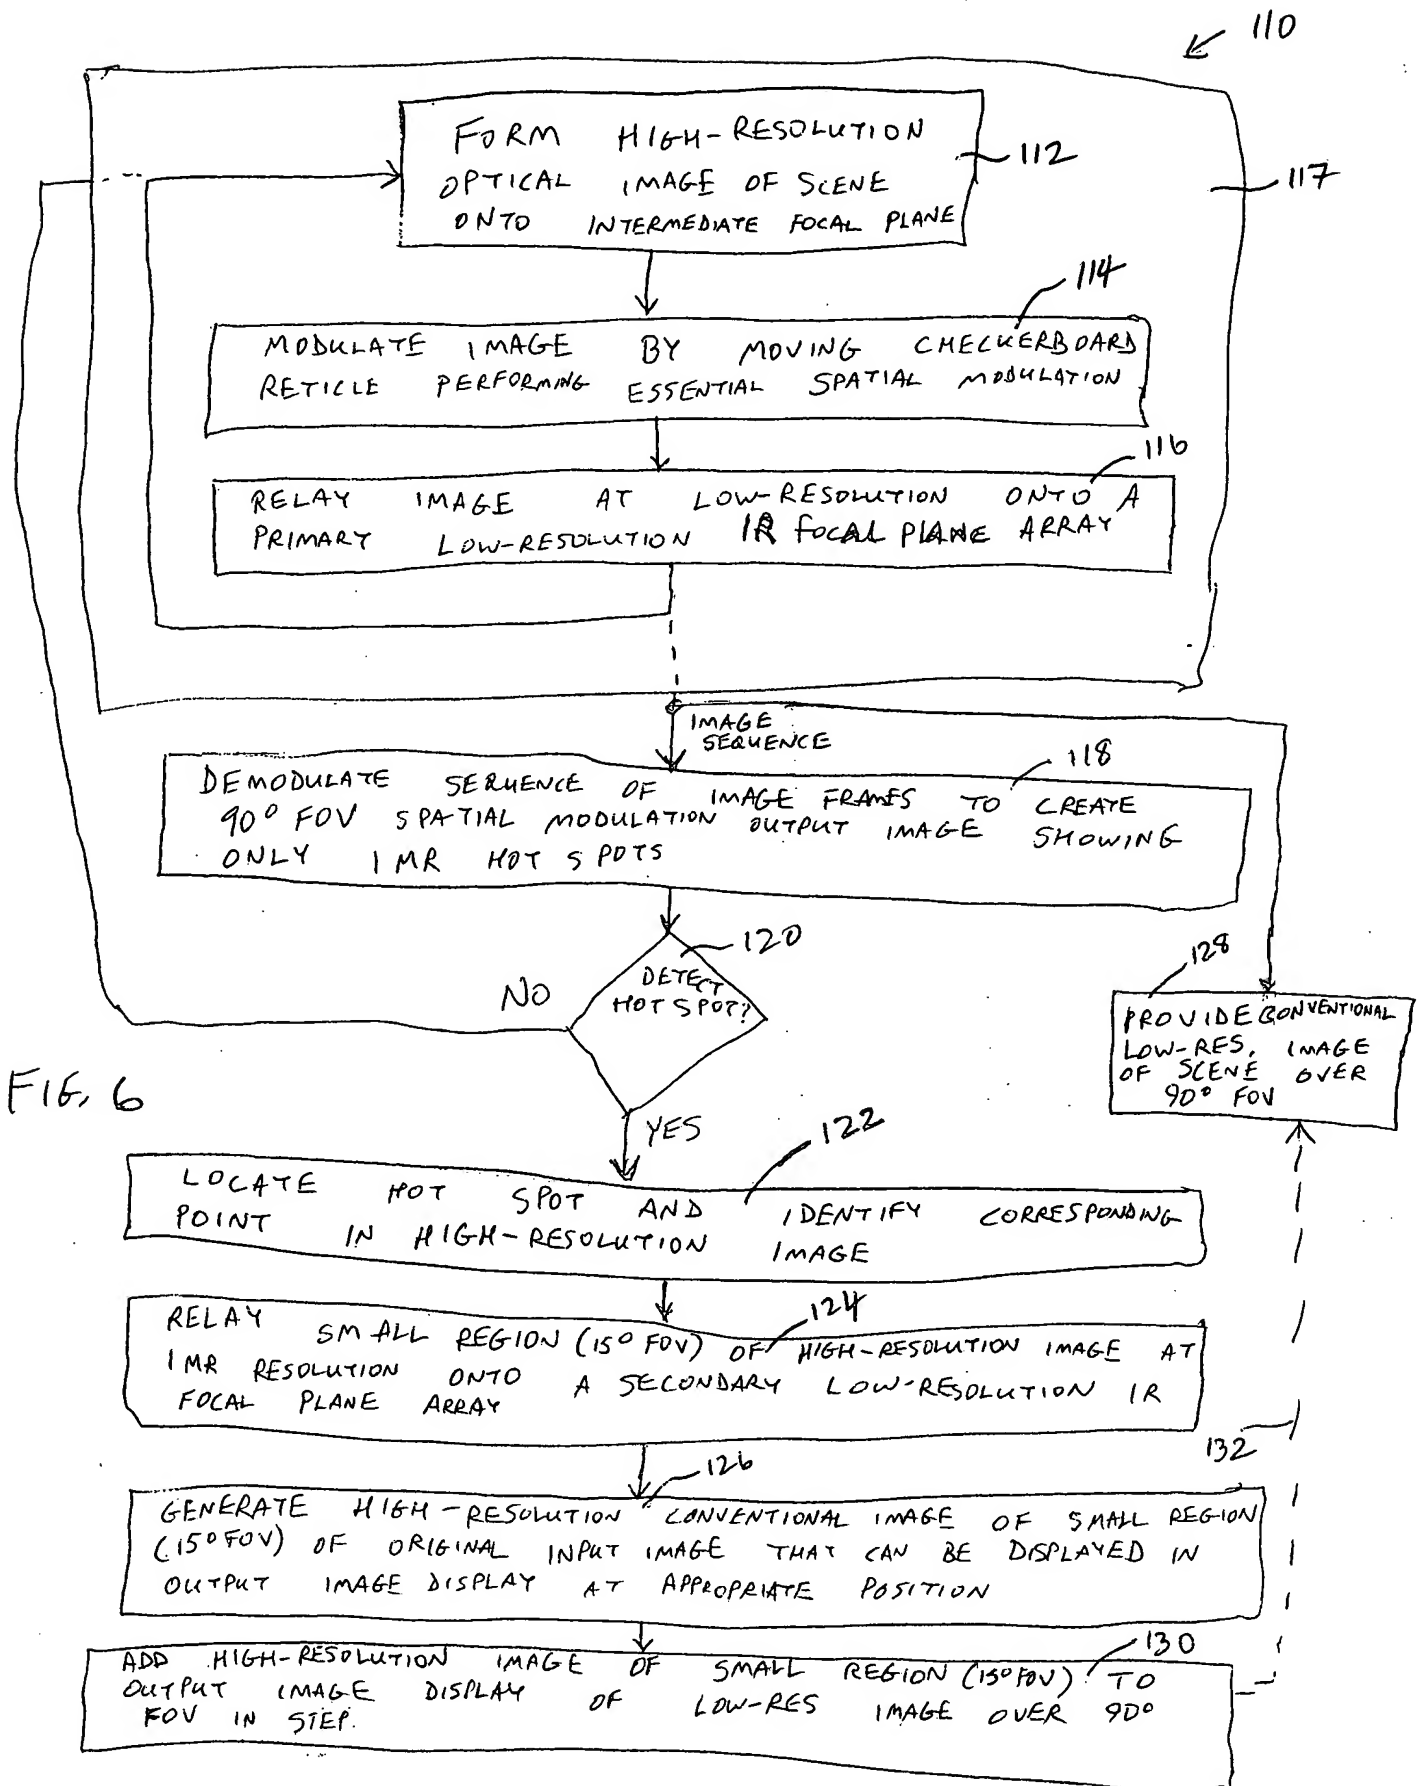 110
FORM HIGH-RESOLUTION
OPTICAL IMAGE OF SCENE
ONTO INTERMEDIATE FOCAL PLANE
112
117
114
MODULATE IMAGE BY MOVING CHECKERBOARD
RETICLE PERFORMING ESSENTIAL SPATIAL MODULATION
116
RELAY IMAGE AT LOW-RESOLUTION ONTO A
PRIMARY LOW-RESOLUTION IR FOCAL PLANE ARRAY
IMAGE
SEQUENCE
118
DEMODULATE SEQUENCE OF IMAGE FRAMES TO CREATE
90° FOV SPATIAL MODULATION OUTPUT IMAGE SHOWING
ONLY 1 MR HOT SPOTS
120
DETECT
HOT SPOT?
NO
128
PROVIDE CONVENTIONAL
LOW-RES. IMAGE
OF SCENE OVER
90° FOV
FIG. 6
YES
122
LOCATE HOT SPOT AND IDENTIFY CORRESPONDING
POINT IN HIGH-RESOLUTION IMAGE
124
RELAY SMALL REGION (15° FOV) OF HIGH-RESOLUTION IMAGE AT
1 MR RESOLUTION ONTO A SECONDARY LOW-RESOLUTION IR
FOCAL PLANE ARRAY
132
126
GENERATE HIGH-RESOLUTION CONVENTIONAL IMAGE OF SMALL REGION
(15° FOV) OF ORIGINAL INPUT IMAGE THAT CAN BE DISPLAYED IN
OUTPUT IMAGE DISPLAY AT APPROPRIATE POSITION
130
ADD HIGH-RESOLUTION IMAGE OF SMALL REGION (15° FOV) TO
OUTPUT IMAGE DISPLAY OF LOW-RES IMAGE OVER 90°
FOV IN STEP.